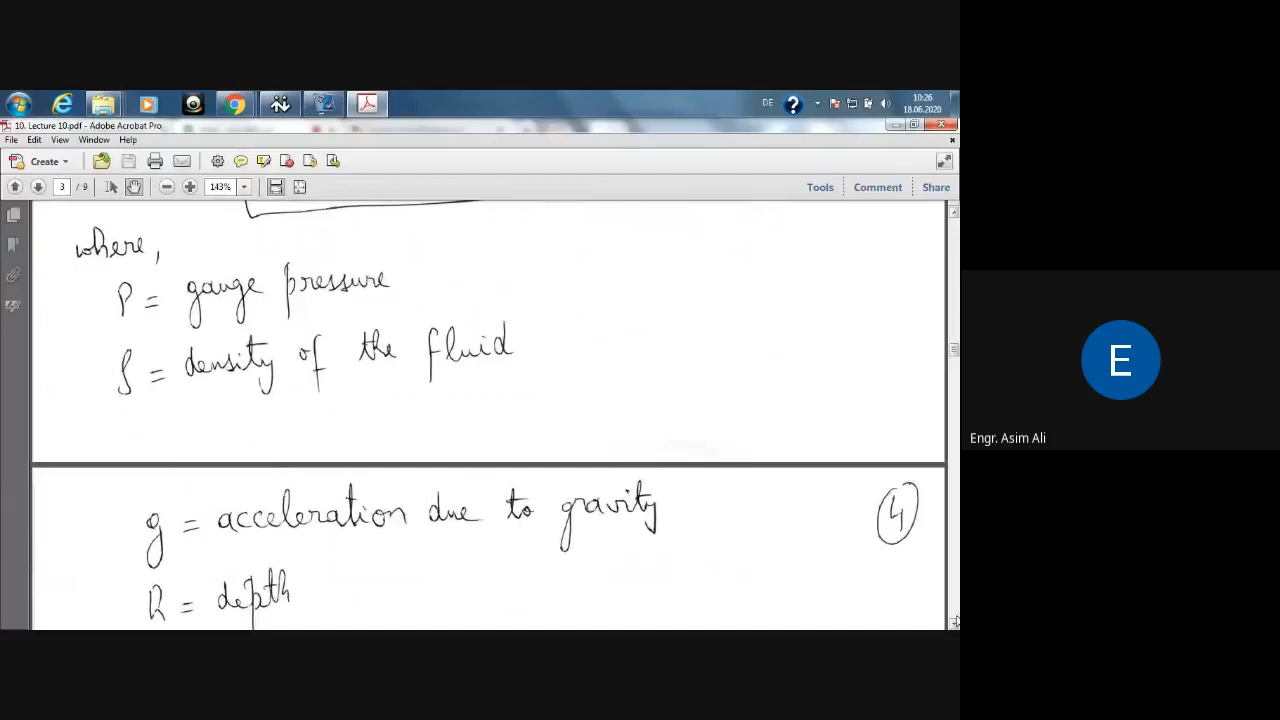 DE
10:26
18.06.2020
10. Lecture 10.pdf - Adobe Acrobat Pro
File Edit View Window Help
Create
3 / 9 143% Tools Comment Share
where,
P = gauge pressure
ρ = density of the fluid
g = acceleration due to gravity
4
h = depth
E
Engr. Asim Ali